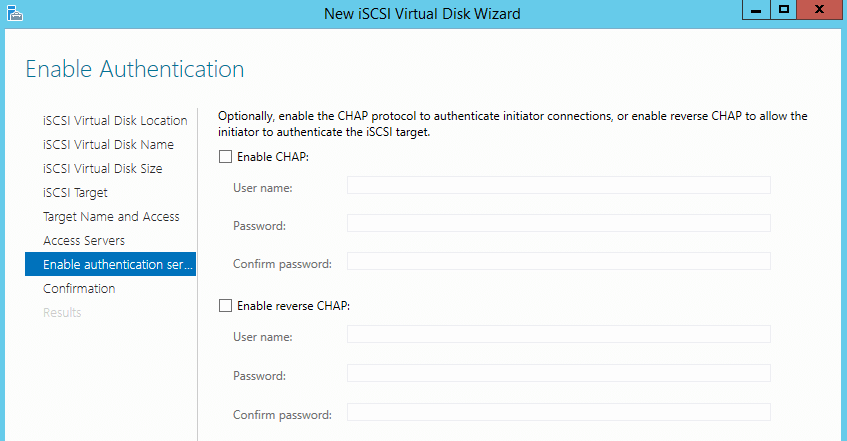 New iSCSI Virtual Disk Wizard
Enable Authentication
iSCSI Virtual Disk Location
iSCSI Virtual Disk Name
iSCSI Virtual Disk Size
iSCSI Target
Target Name and Access
Access Servers
Enable authentication ser...
Confirmation
Results
Optionally, enable the CHAP protocol to authenticate initiator connections, or enable reverse CHAP to allow the
initiator to authenticate the iSCSI target.
Enable CHAP:
User name:
Password:
Confirm password:
Enable reverse CHAP:
User name:
Password:
Confirm password: